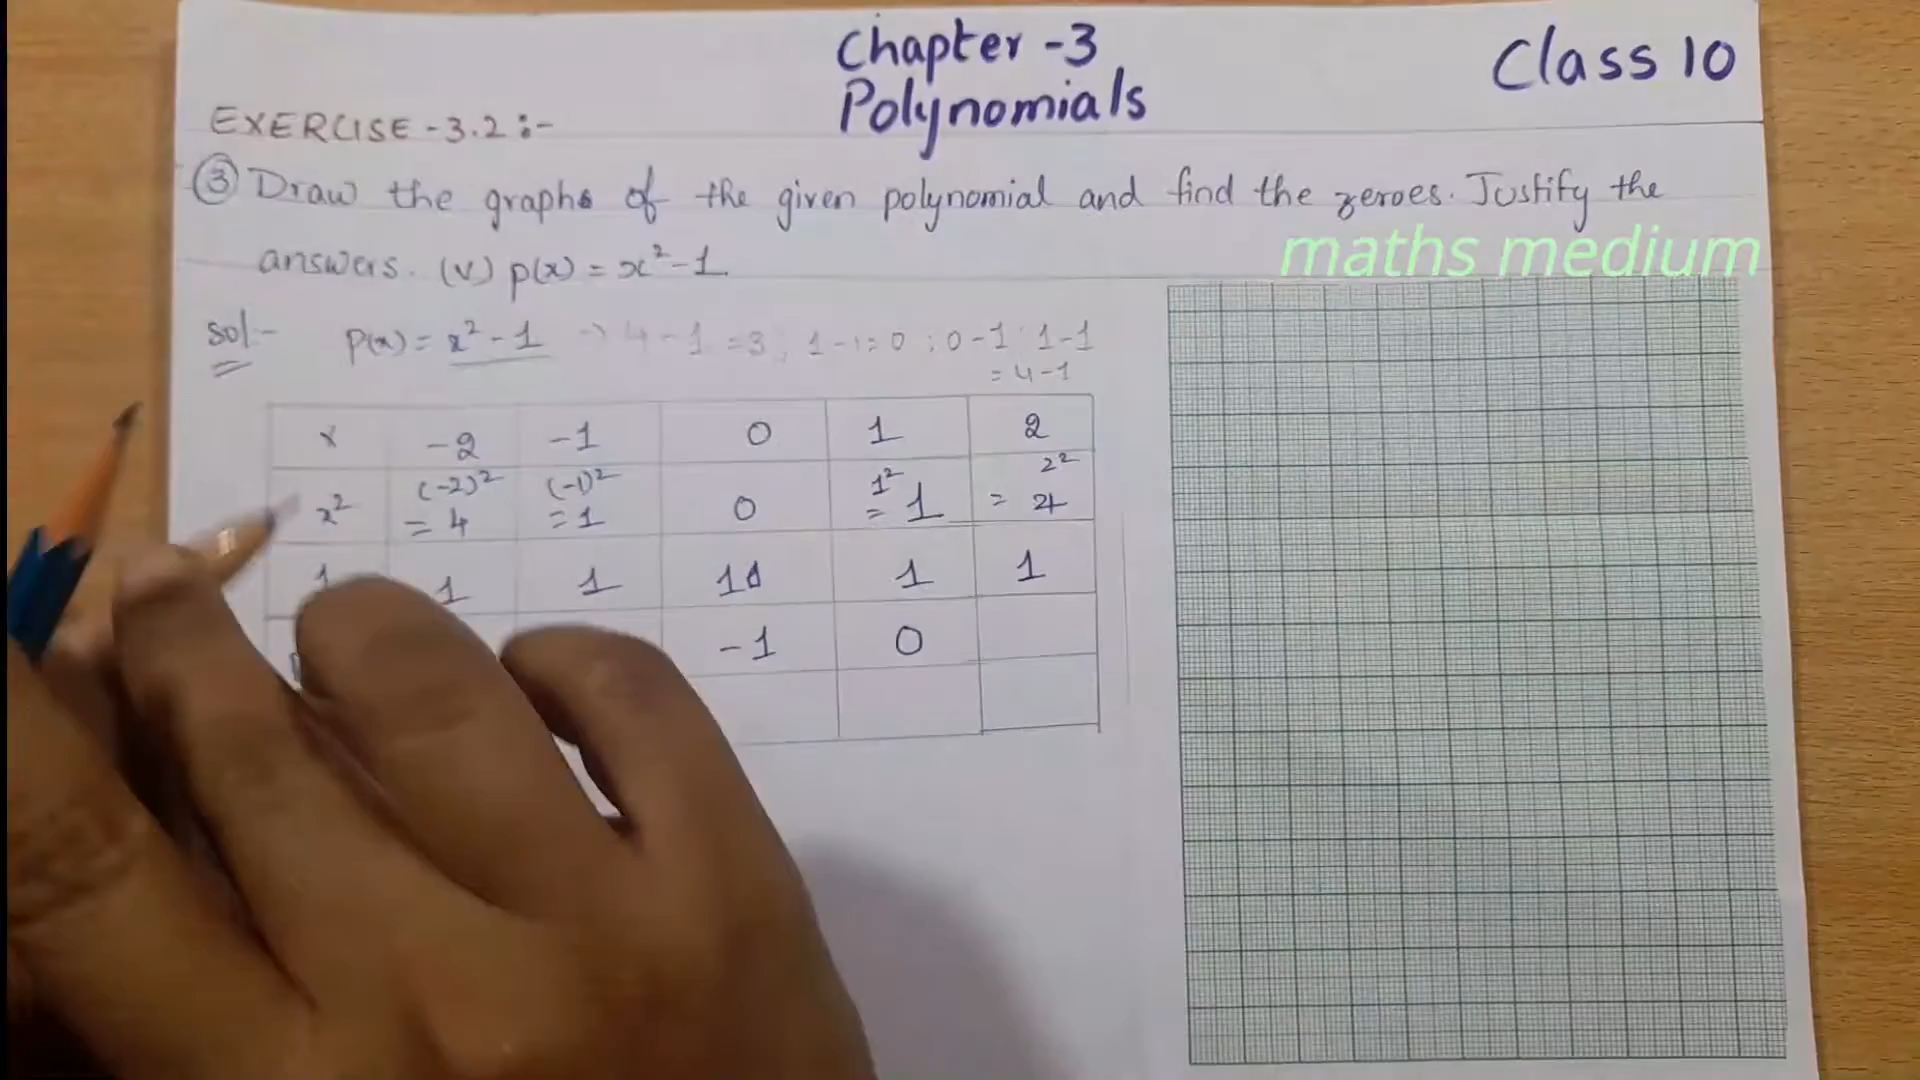 Chapter -3
Polynomials
Class 10
EXERCISE-3.2:-
③ Draw the graphs of the given polynomial and find the zeroes. Justify the
answers. (v) p(x) = x² - 1
maths medium
sol:- p(x) = x² - 1 → 4 - 1 = 3 ; 1-1=0 ; 0-1 1-1
= 4-1
x -2 -1 0 1 2
x² (-2)² = 4 (-1)² = 1 0 1² = 1 2² = 4
1 1 1 1 1 1
-1 0